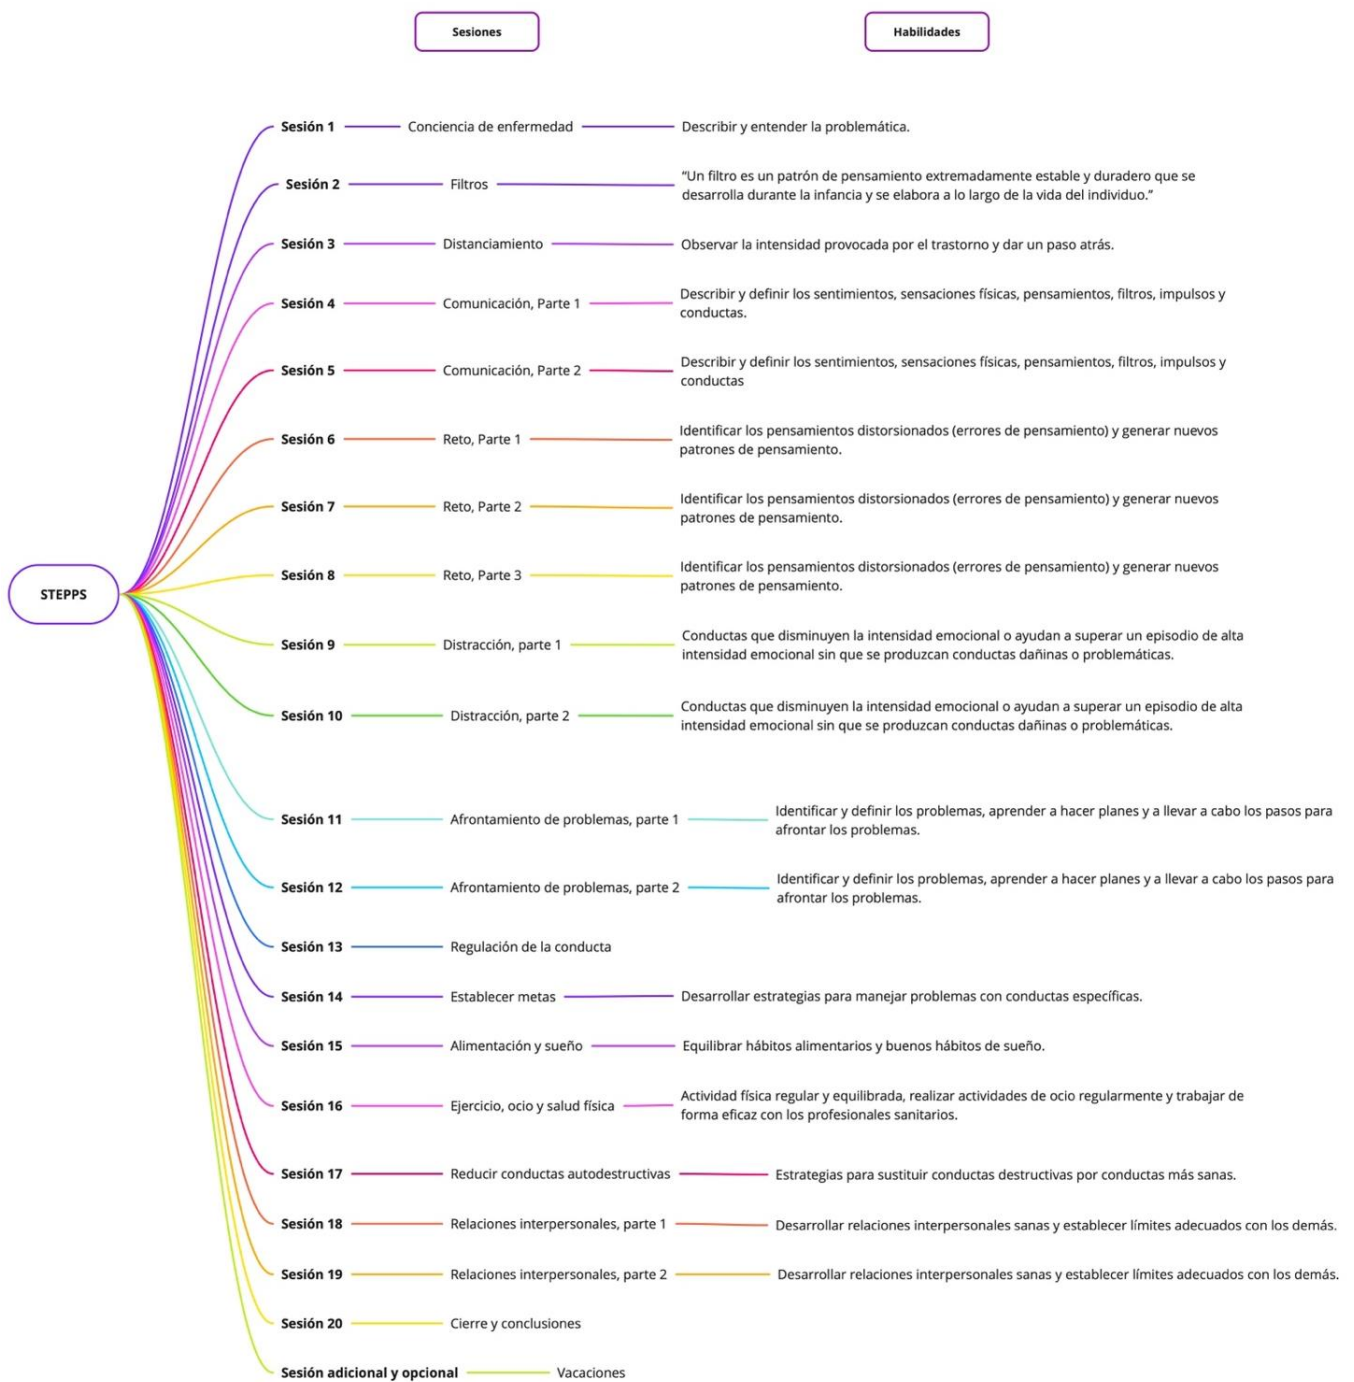 Sesiones
Habilidades
STEPPS
Sesión 1
Conciencia de enfermedad
Describir y entender la problemática.
Sesión 2
Filtros
“Un filtro es un patrón de pensamiento extremadamente estable y duradero que se
desarrolla durante la infancia y se elabora a lo largo de la vida del individuo.”
Sesión 3
Distanciamiento
Observar la intensidad provocada por el trastorno y dar un paso atrás.
Sesión 4
Comunicación, Parte 1
Describir y definir los sentimientos, sensaciones físicas, pensamientos, filtros, impulsos y
conductas.
Sesión 5
Comunicación, Parte 2
Describir y definir los sentimientos, sensaciones físicas, pensamientos, filtros, impulsos y
conductas
Sesión 6
Reto, Parte 1
Identificar los pensamientos distorsionados (errores de pensamiento) y generar nuevos
patrones de pensamiento.
Sesión 7
Reto, Parte 2
Identificar los pensamientos distorsionados (errores de pensamiento) y generar nuevos
patrones de pensamiento.
Sesión 8
Reto, Parte 3
Identificar los pensamientos distorsionados (errores de pensamiento) y generar nuevos
patrones de pensamiento.
Sesión 9
Distracción, parte 1
Conductas que disminuyen la intensidad emocional o ayudan a superar un episodio de alta
intensidad emocional sin que se produzcan conductas dañinas o problemáticas.
Sesión 10
Distracción, parte 2
Conductas que disminuyen la intensidad emocional o ayudan a superar un episodio de alta
intensidad emocional sin que se produzcan conductas dañinas o problemáticas.
Sesión 11
Afrontamiento de problemas, parte 1
Identificar y definir los problemas, aprender a hacer planes y a llevar a cabo los pasos para
afrontar los problemas.
Sesión 12
Afrontamiento de problemas, parte 2
Identificar y definir los problemas, aprender a hacer planes y a llevar a cabo los pasos para
afrontar los problemas.
Sesión 13
Regulación de la conducta
Sesión 14
Establecer metas
Desarrollar estrategias para manejar problemas con conductas específicas.
Sesión 15
Alimentación y sueño
Equilibrar hábitos alimentarios y buenos hábitos de sueño.
Sesión 16
Ejercicio, ocio y salud física
Actividad física regular y equilibrada, realizar actividades de ocio regularmente y trabajar de
forma eficaz con los profesionales sanitarios.
Sesión 17
Reducir conductas autodestructivas
Estrategias para sustituir conductas destructivas por conductas más sanas.
Sesión 18
Relaciones interpersonales, parte 1
Desarrollar relaciones interpersonales sanas y establecer límites adecuados con los demás.
Sesión 19
Relaciones interpersonales, parte 2
Desarrollar relaciones interpersonales sanas y establecer límites adecuados con los demás.
Sesión 20
Cierre y conclusiones
Sesión adicional y opcional
Vacaciones